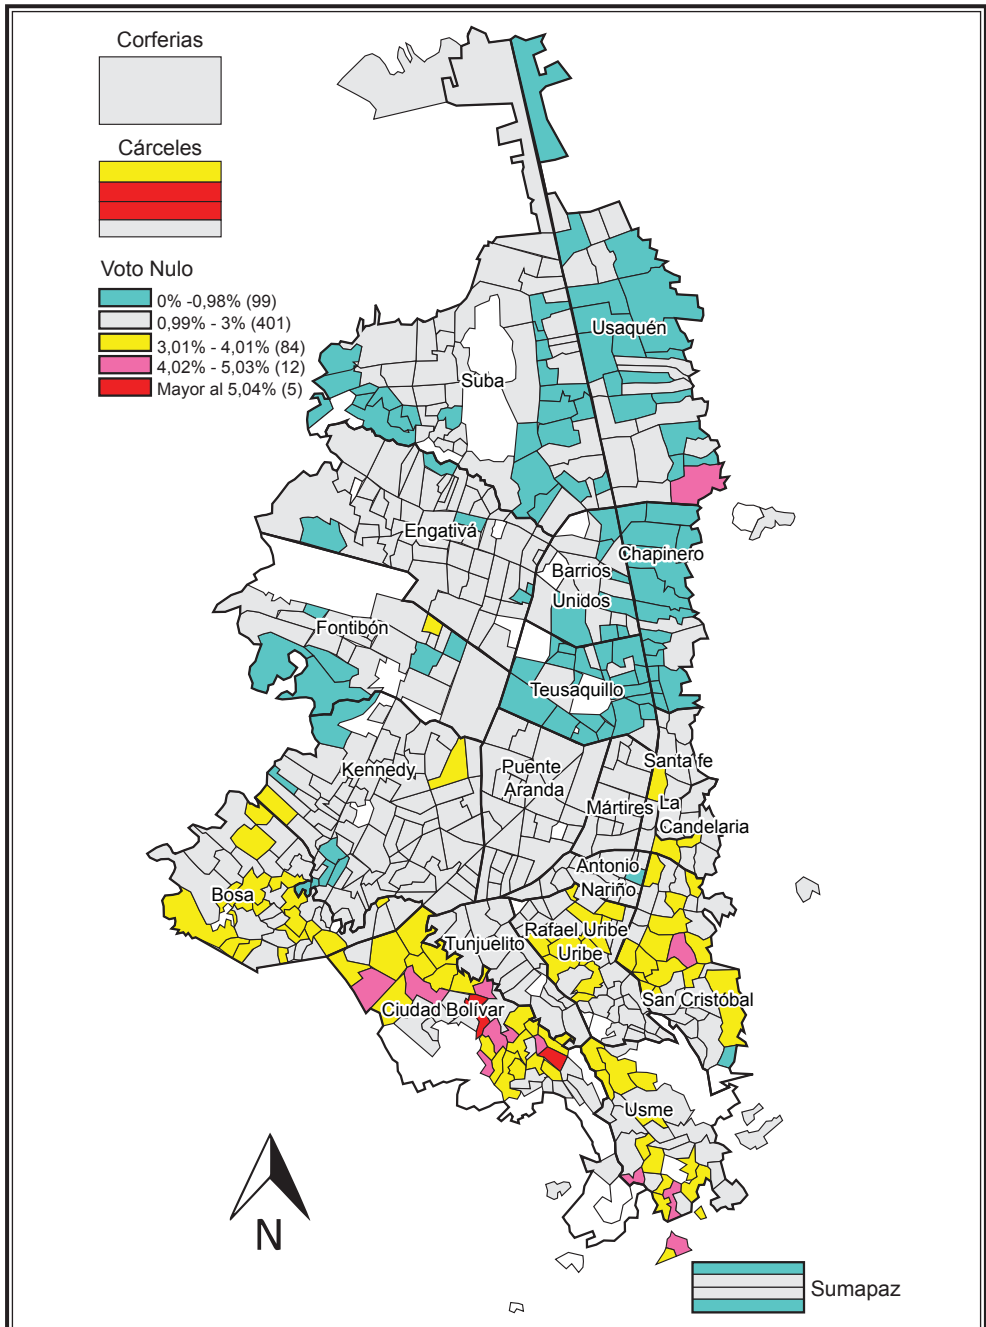 Corferias
Cárceles
Voto Nulo
0% -0,98% (99)
0,99% - 3% (401)
3,01% - 4,01% (84)
4,02% - 5,03% (12)
Mayor al 5,04% (5)
Usaquén
Suba
Engativá
Chapinero
Barrios
Unidos
Fontibón
Teusaquillo
Santa fe
Kennedy
Puente
Aranda
Mártires
La
Candelaria
Antonio
Nariño
Bosa
Rafael Uribe
Uribe
Tunjuelito
San Cristóbal
Ciudad Bolívar
Usme
N
Sumapaz